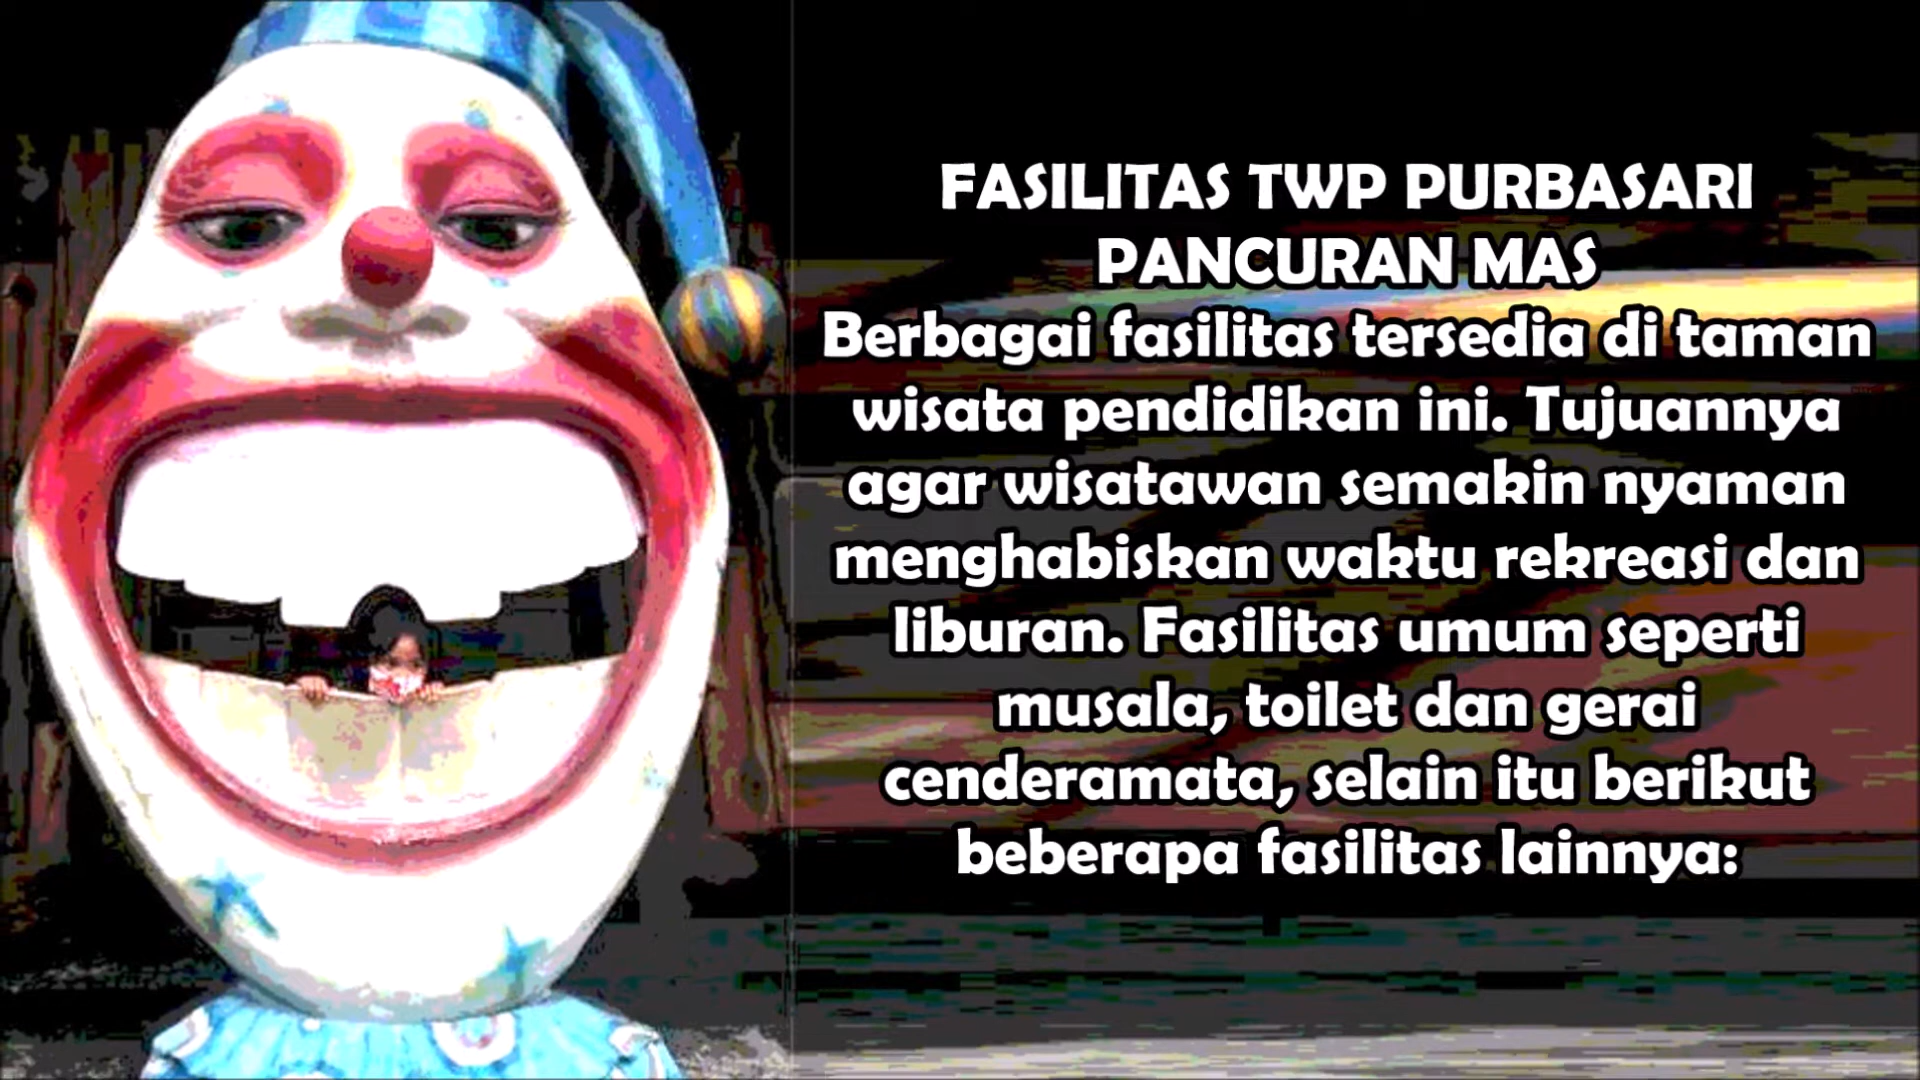 FASILITAS TWP PURBASARI
PANCURAN MAS
Berbagai fasilitas tersedia di taman
wisata pendidikan ini. Tujuannya
agar wisatawan semakin nyaman
menghabiskan waktu rekreasi dan
liburan. Fasilitas umum seperti
musala, toilet dan gerai
cenderamata, selain itu berikut
beberapa fasilitas lainnya: